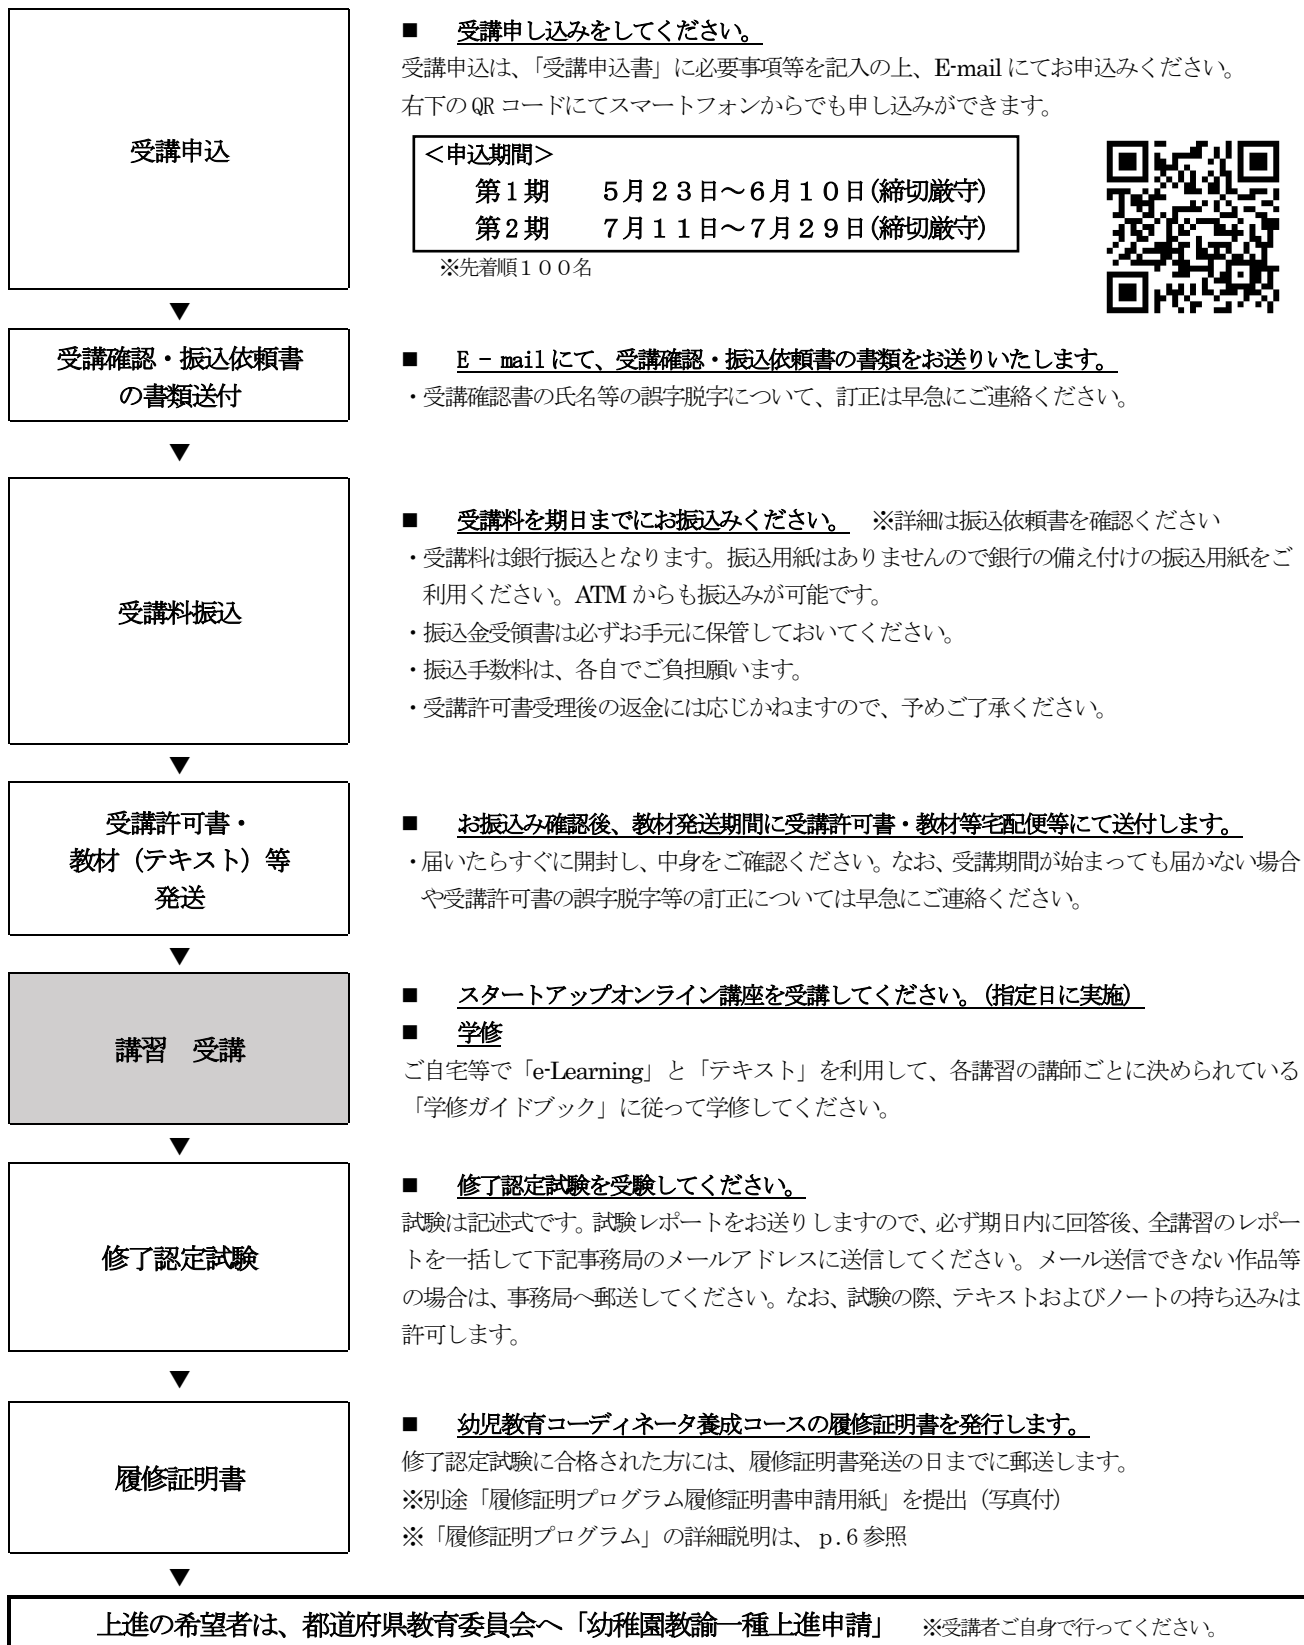 受講申込
■ 受講申し込みをしてください。
受講申込は、「受講申込書」に必要事項等を記入の上、E-mail にてお申込みください。
右下の QR コードにてスマートフォンからでも申し込みができます。
＜申込期間＞
第１期 ５月２３日～６月１０日(締切厳守)
第２期 ７月１１日～７月２９日(締切厳守)
※先着順１００名
▼
受講確認・振込依頼書
の書類送付
■ E － mail にて、受講確認・振込依頼書の書類をお送りいたします。
・受講確認書の氏名等の誤字脱字について、訂正は早急にご連絡ください。
▼
受講料振込
■ 受講料を期日までにお振込みください。 ※詳細は振込依頼書を確認ください
・受講料は銀行振込となります。振込用紙はありませんので銀行の備え付けの振込用紙をご
利用ください。ATM からも振込みが可能です。
・振込金受領書は必ずお手元に保管しておいてください。
・振込手数料は、各自でご負担願います。
・受講許可書受理後の返金には応じかねますので、予めご了承ください。
▼
受講許可書・
教材（テキスト）等
発送
■ お振込み確認後、教材発送期間に受講許可書・教材等宅配便等にて送付します。
・届いたらすぐに開封し、中身をご確認ください。なお、受講期間が始まっても届かない場合
や受講許可書の誤字脱字等の訂正については早急にご連絡ください。
▼
講習 受講
■ スタートアップオンライン講座を受講してください。（指定日に実施）
■ 学修
ご自宅等で「e-Learning」と「テキスト」を利用して、各講習の講師ごとに決められている
「学修ガイドブック」に従って学修してください。
▼
修了認定試験
■ 修了認定試験を受験してください。
試験は記述式です。試験レポートをお送りしますので、必ず期日内に回答後、全講習のレポー
トを一括して下記事務局のメールアドレスに送信してください。メール送信できない作品等
の場合は、事務局へ郵送してください。なお、試験の際、テキストおよびノートの持ち込みは
許可します。
▼
履修証明書
■ 幼児教育コーディネータ養成コースの履修証明書を発行します。
修了認定試験に合格された方には、履修証明書発送の日までに郵送します。
※別途「履修証明プログラム履修証明書申請用紙」を提出（写真付）
※「履修証明プログラム」の詳細説明は、 p.6 参照
▼
上進の希望者は、都道府県教育委員会へ「幼稚園教諭一種上進申請」 ※受講者ご自身で行ってください。